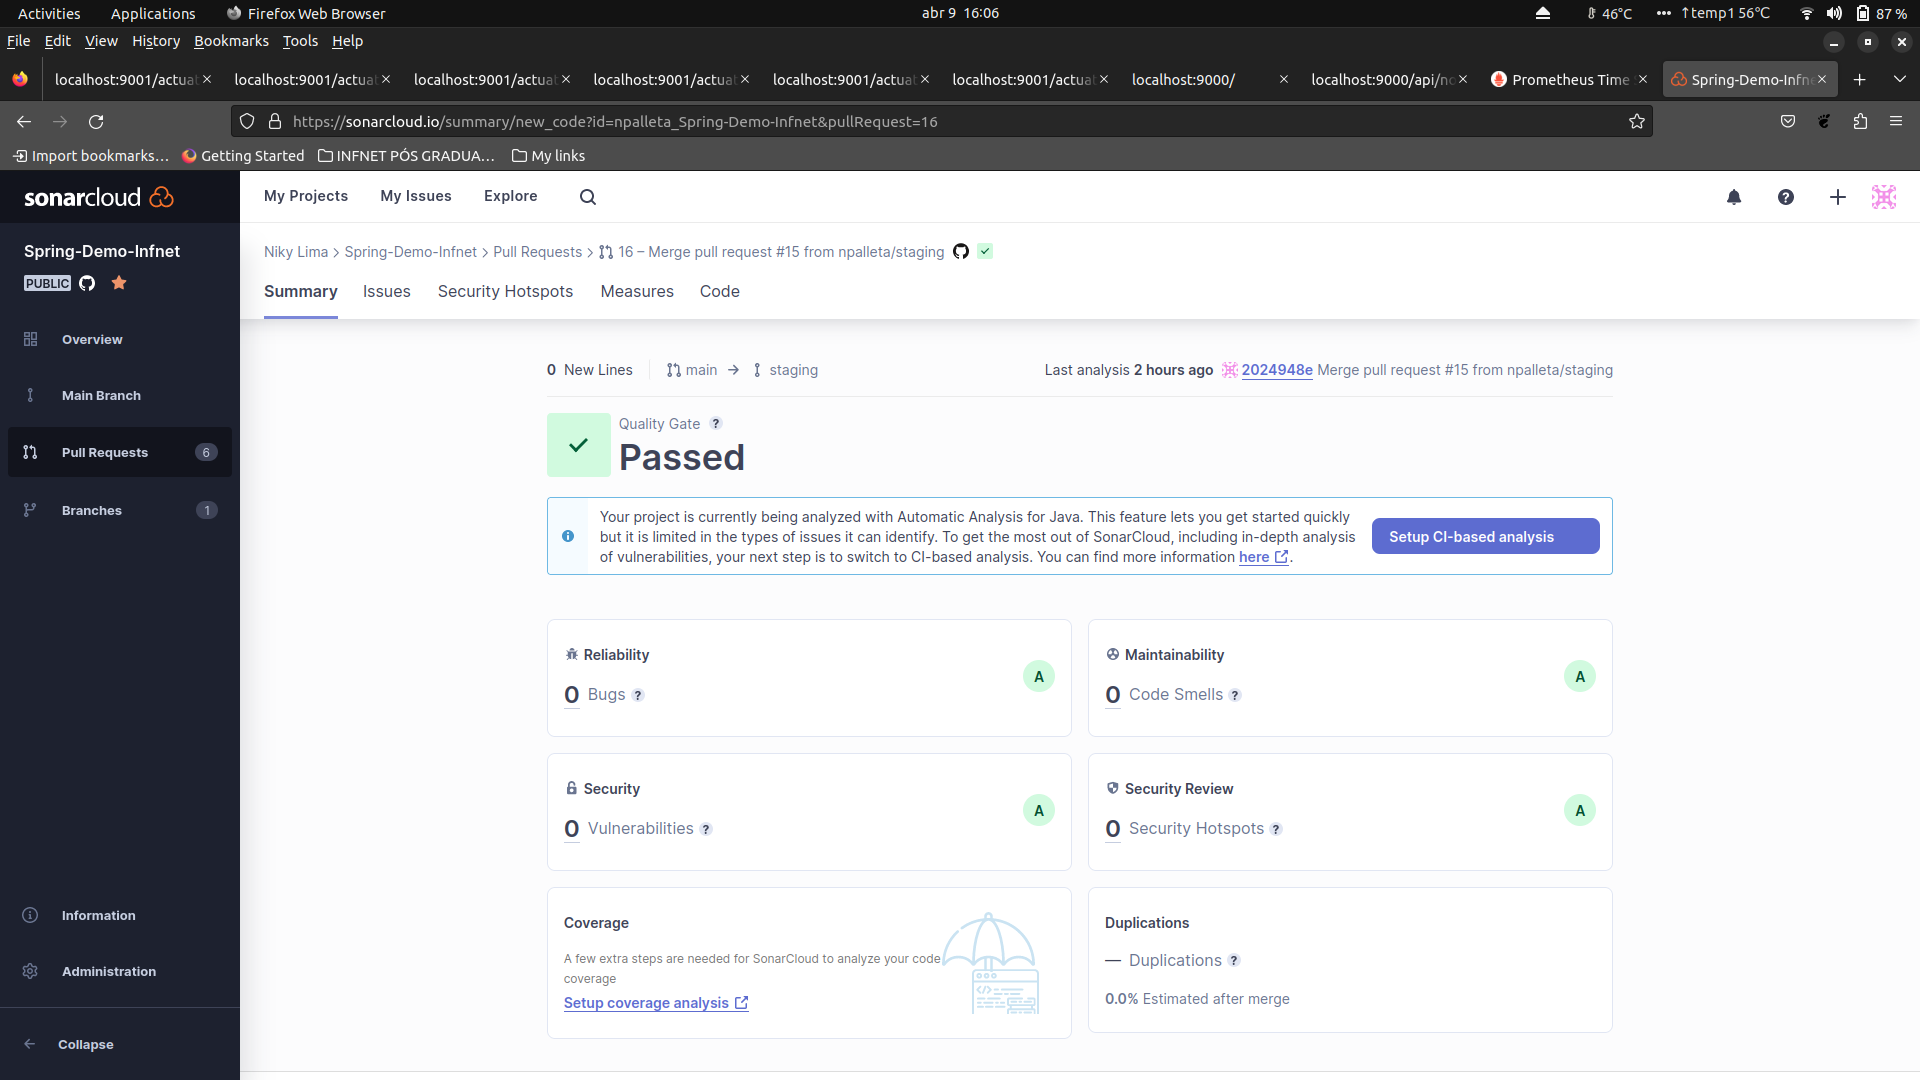 Activities Applications Firefox Web Browser abr 9 16:06 46°C ••• ↑temp1 56°C 87 %
File Edit View History Bookmarks Tools Help
localhost:9001/actuat localhost:9001/actuat localhost:9001/actuat localhost:9001/actuat localhost:9001/actuat localhost:9001/actuat localhost:9000/ localhost:9000/api/no Prometheus Time Spring-Demo-Infne
https://sonarcloud.io/summary/new_code?id=npalleta_Spring-Demo-Infnet&pullRequest=16
Import bookmarks… Getting Started INFNET PÓS GRADUA… My links
sonarcloud My Projects My Issues Explore
Spring-Demo-Infnet
PUBLIC
Overview
Main Branch
Pull Requests 6
Branches 1
Information
Administration
Collapse
Niky Lima > Spring-Demo-Infnet > Pull Requests > 16 – Merge pull request #15 from npalleta/staging
Summary Issues Security Hotspots Measures Code
0 New Lines main → staging Last analysis 2 hours ago 2024948e Merge pull request #15 from npalleta/staging
Quality Gate ?
Passed
Your project is currently being analyzed with Automatic Analysis for Java. This feature lets you get started quickly
but it is limited in the types of issues it can identify. To get the most out of SonarCloud, including in-depth analysis
of vulnerabilities, your next step is to switch to CI-based analysis. You can find more information here.
Setup CI-based analysis
Reliability
0 Bugs ? A
Maintainability
0 Code Smells ? A
Security
0 Vulnerabilities ? A
Security Review
0 Security Hotspots ? A
Coverage
A few extra steps are needed for SonarCloud to analyze your code
coverage
Setup coverage analysis
Duplications
— Duplications ?
0.0% Estimated after merge